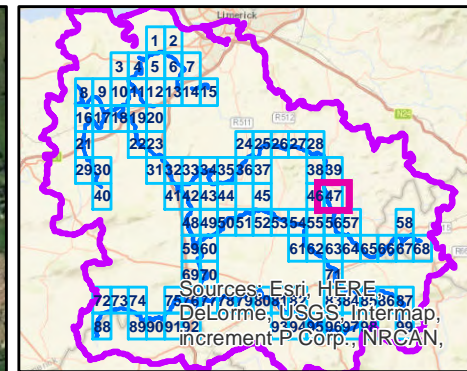 Limerick
1 2
3 4 5 6 7
8 9 10 11 12 13 14 15
R511
N24
16 17 18 19 20
21 22 23 24 25 26 27 28
29 30 31 32 33 34 35 36 37 38 39
40 41 42 43 44 45 46 47
48 49 50 51 52 53 54 55 56 57 58
59 60 61 62 63 64 65 66 67 68
69 70
Sources: Esri, HERE,
72 73 74
DeLorme, USGS, Intermap,
88 89 90 91 92
increment P Corp., NRCAN,